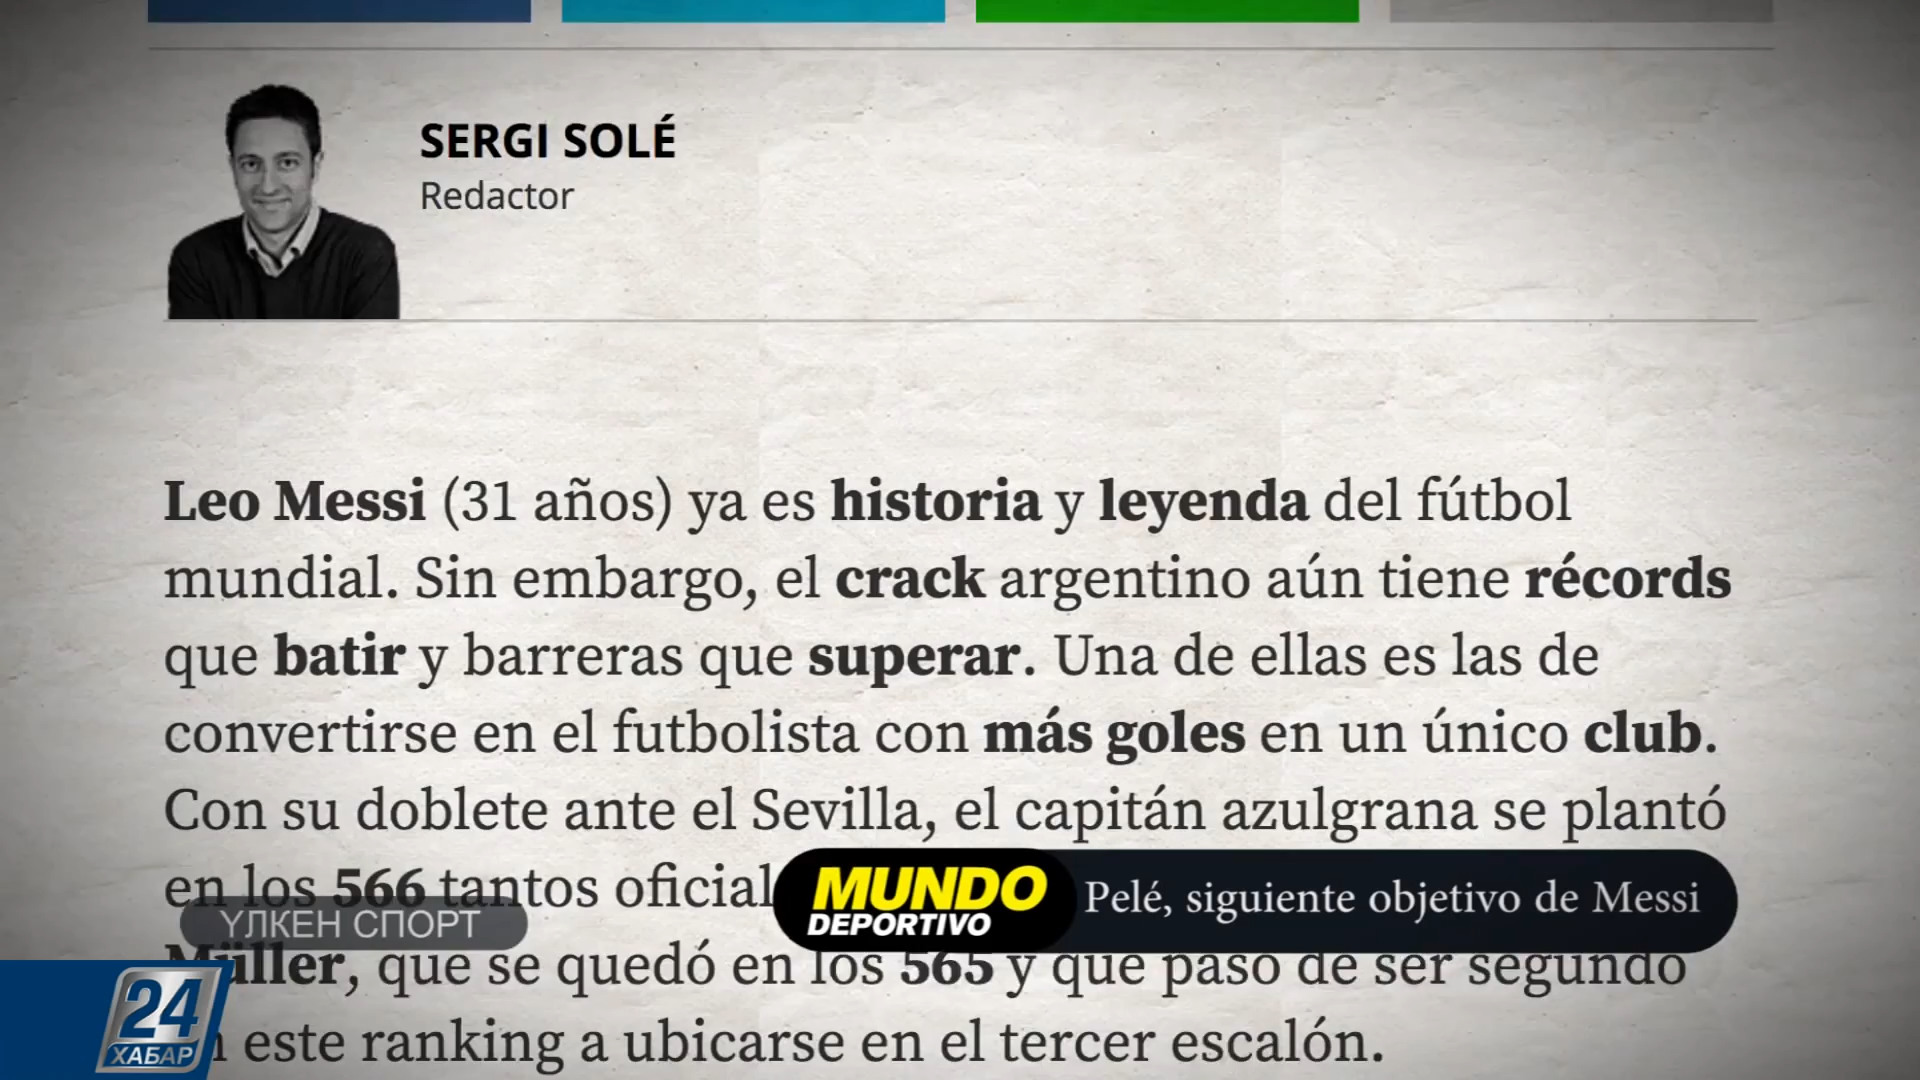 SERGI SOLÉ
Redactor
Leo Messi (31 años) ya es historia y leyenda del fútbol
mundial. Sin embargo, el crack argentino aún tiene récords
que batir y barreras que superar. Una de ellas es las de
convertirse en el futbolista con más goles en un único club.
Con su doblete ante el Sevilla, el capitán azulgrana se plantó
en los 566 tantos oficial
MUNDO
DEPORTIVO
Pelé, siguiente objetivo de Messi
ҮЛКЕН СПОРТ
Müller, que se quedó en los 565 y que pasó de ser segundo
este ranking a ubicarse en el tercer escalón.
24
ХАБАР